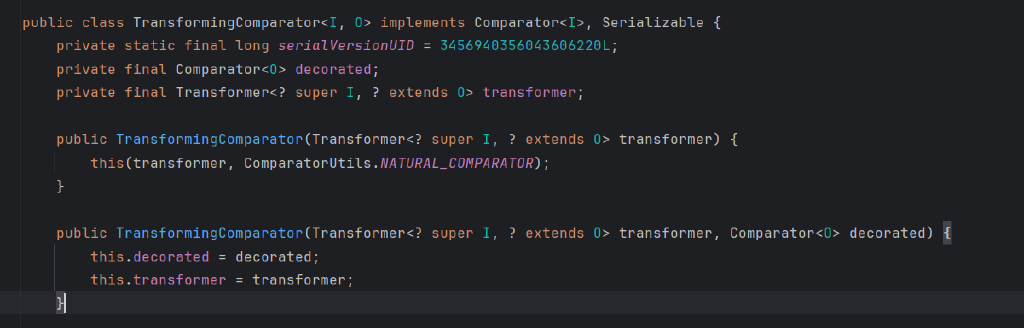 public class TransformingComparator<I, O> implements Comparator<I>, Serializable {
private static final long serialVersionUID = 3456940356043606220L;
private final Comparator<O> decorated;
private final Transformer<? super I, ? extends O> transformer;
public TransformingComparator(Transformer<? super I, ? extends O> transformer) {
this(transformer, ComparatorUtils.NATURAL_COMPARATOR);
}
public TransformingComparator(Transformer<? super I, ? extends O> transformer, Comparator<O> decorated) {
this.decorated = decorated;
this.transformer = transformer;
}